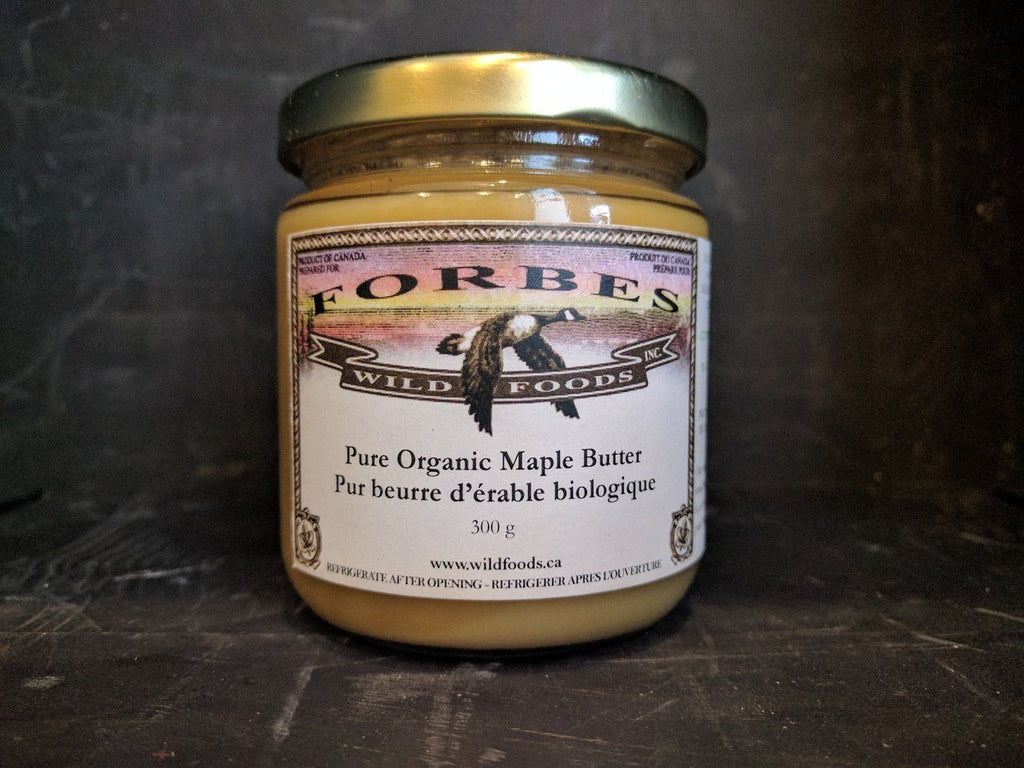 PRODUCT OF CANADA
PREPARED FOR
PRODUIT DU CANADA
PREPARE POUR
FORBES
WILD FOODS INC.
Pure Organic Maple Butter
Pur beurre d'érable biologique
300 g
www.wildfoods.ca
REFRIGERATE AFTER OPENING - REFRIGERER APRES L'OUVERTURE